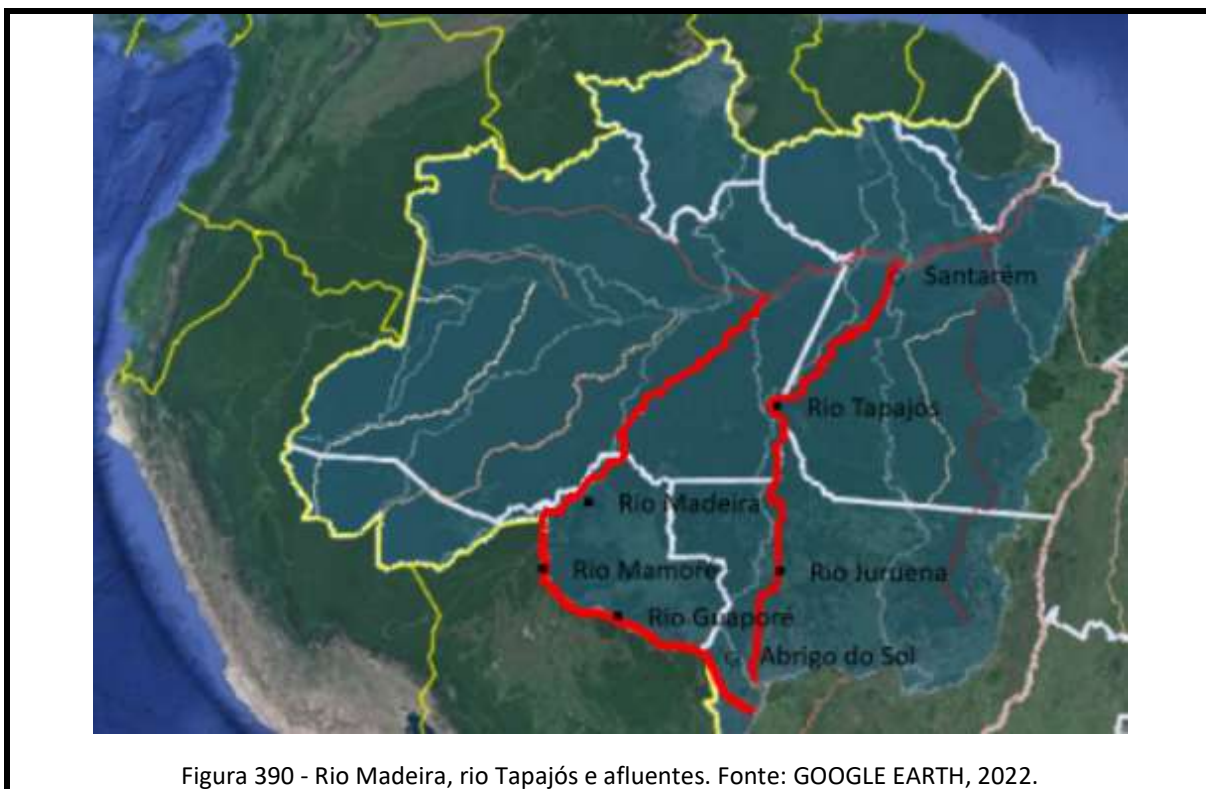 Santarém
Rio Tapajós
Rio Madeira
Rio Mamoré
Rio Juruena
Rio Guaporé
Abrigo do Sol
Figura 390 - Rio Madeira, rio Tapajós e afluentes. Fonte: GOOGLE EARTH, 2022.